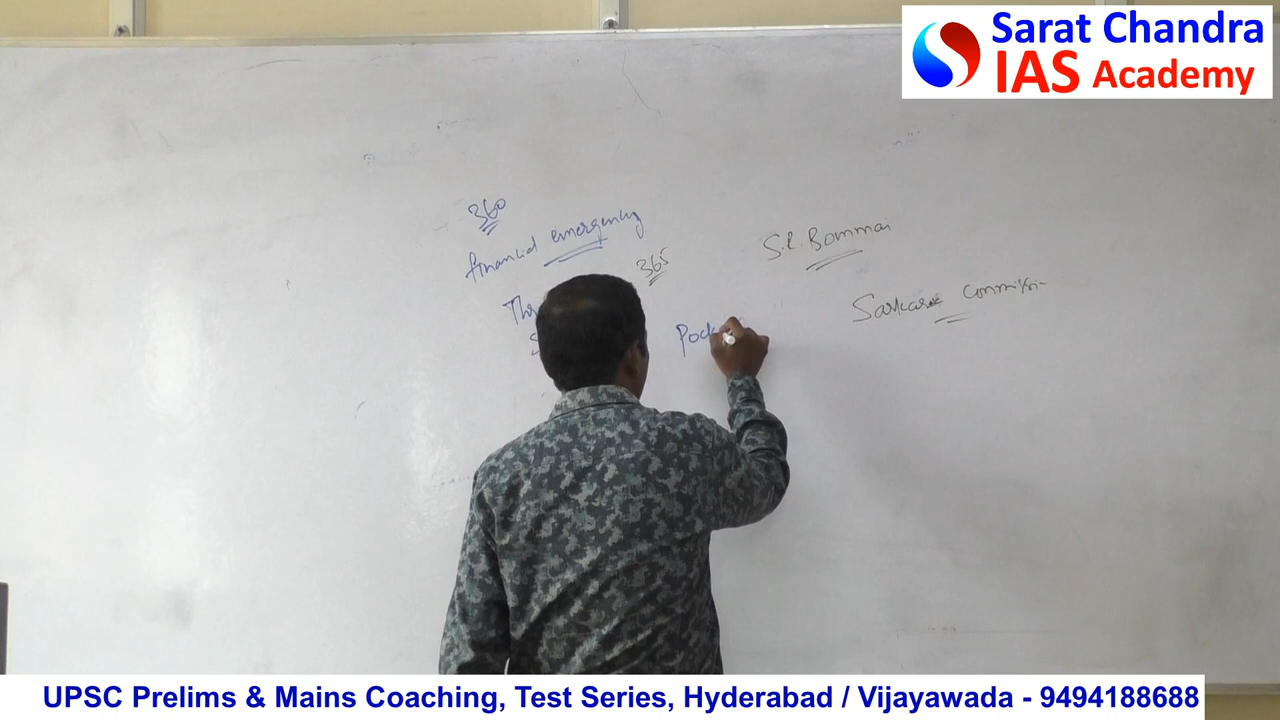 Sarat Chandra
IAS Academy
360
financial emergency
365
S.R. Bommai
Sarkaria Commission
UPSC Prelims & Mains Coaching, Test Series, Hyderabad / Vijayawada - 9494188688